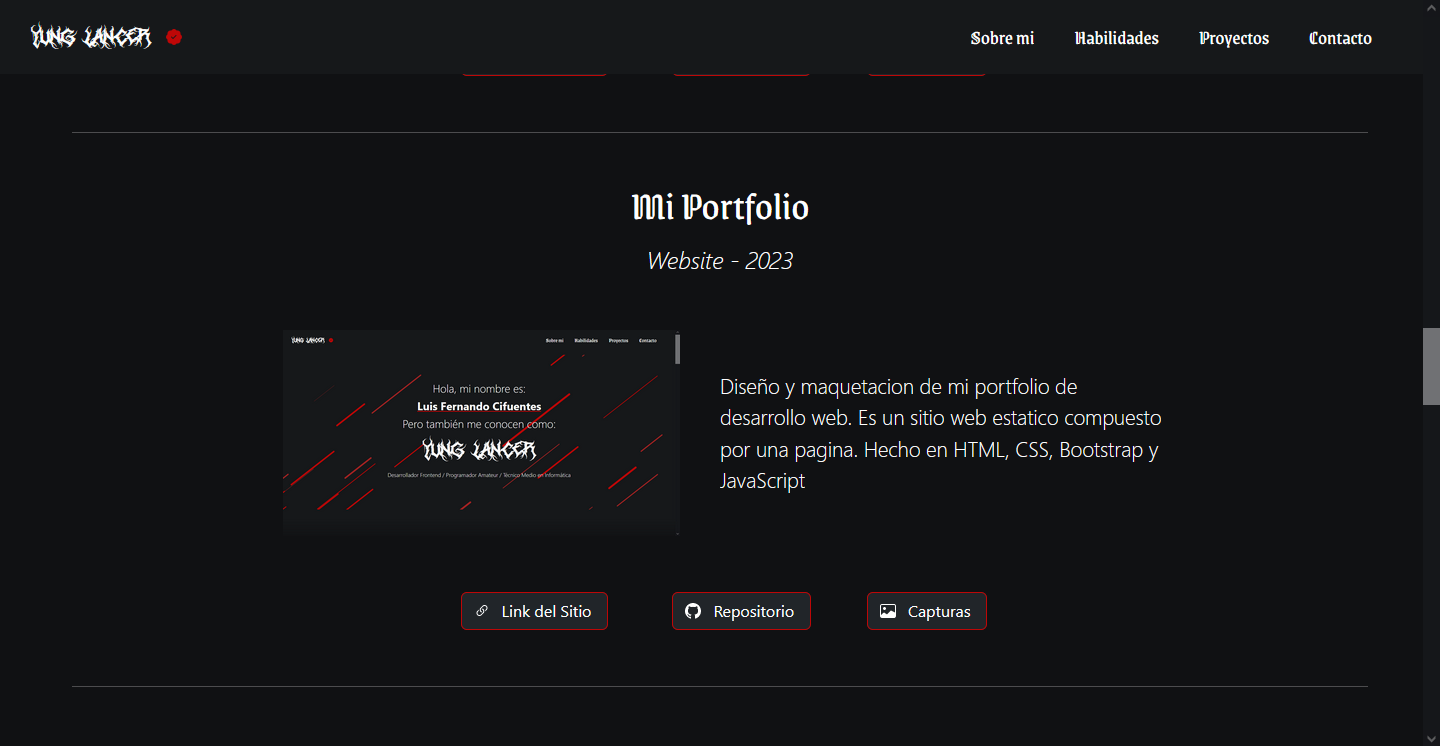 YUNG LANCER
Sobre mi Habilidades Proyectos Contacto
Mi Portfolio
Website - 2023
YUNG LANCER
Sobre mi Habilidades Proyectos Contacto
Hola, mi nombre es:
Luis Fernando Cifuentes
Pero también me conocen como:
YUNG LANCER
Desarrollador Frontend / Programador Amateur / Técnico Medio en Informática
Diseño y maquetacion de mi portfolio de
desarrollo web. Es un sitio web estatico compuesto
por una pagina. Hecho en HTML, CSS, Bootstrap y
JavaScript
Link del Sitio Repositorio Capturas